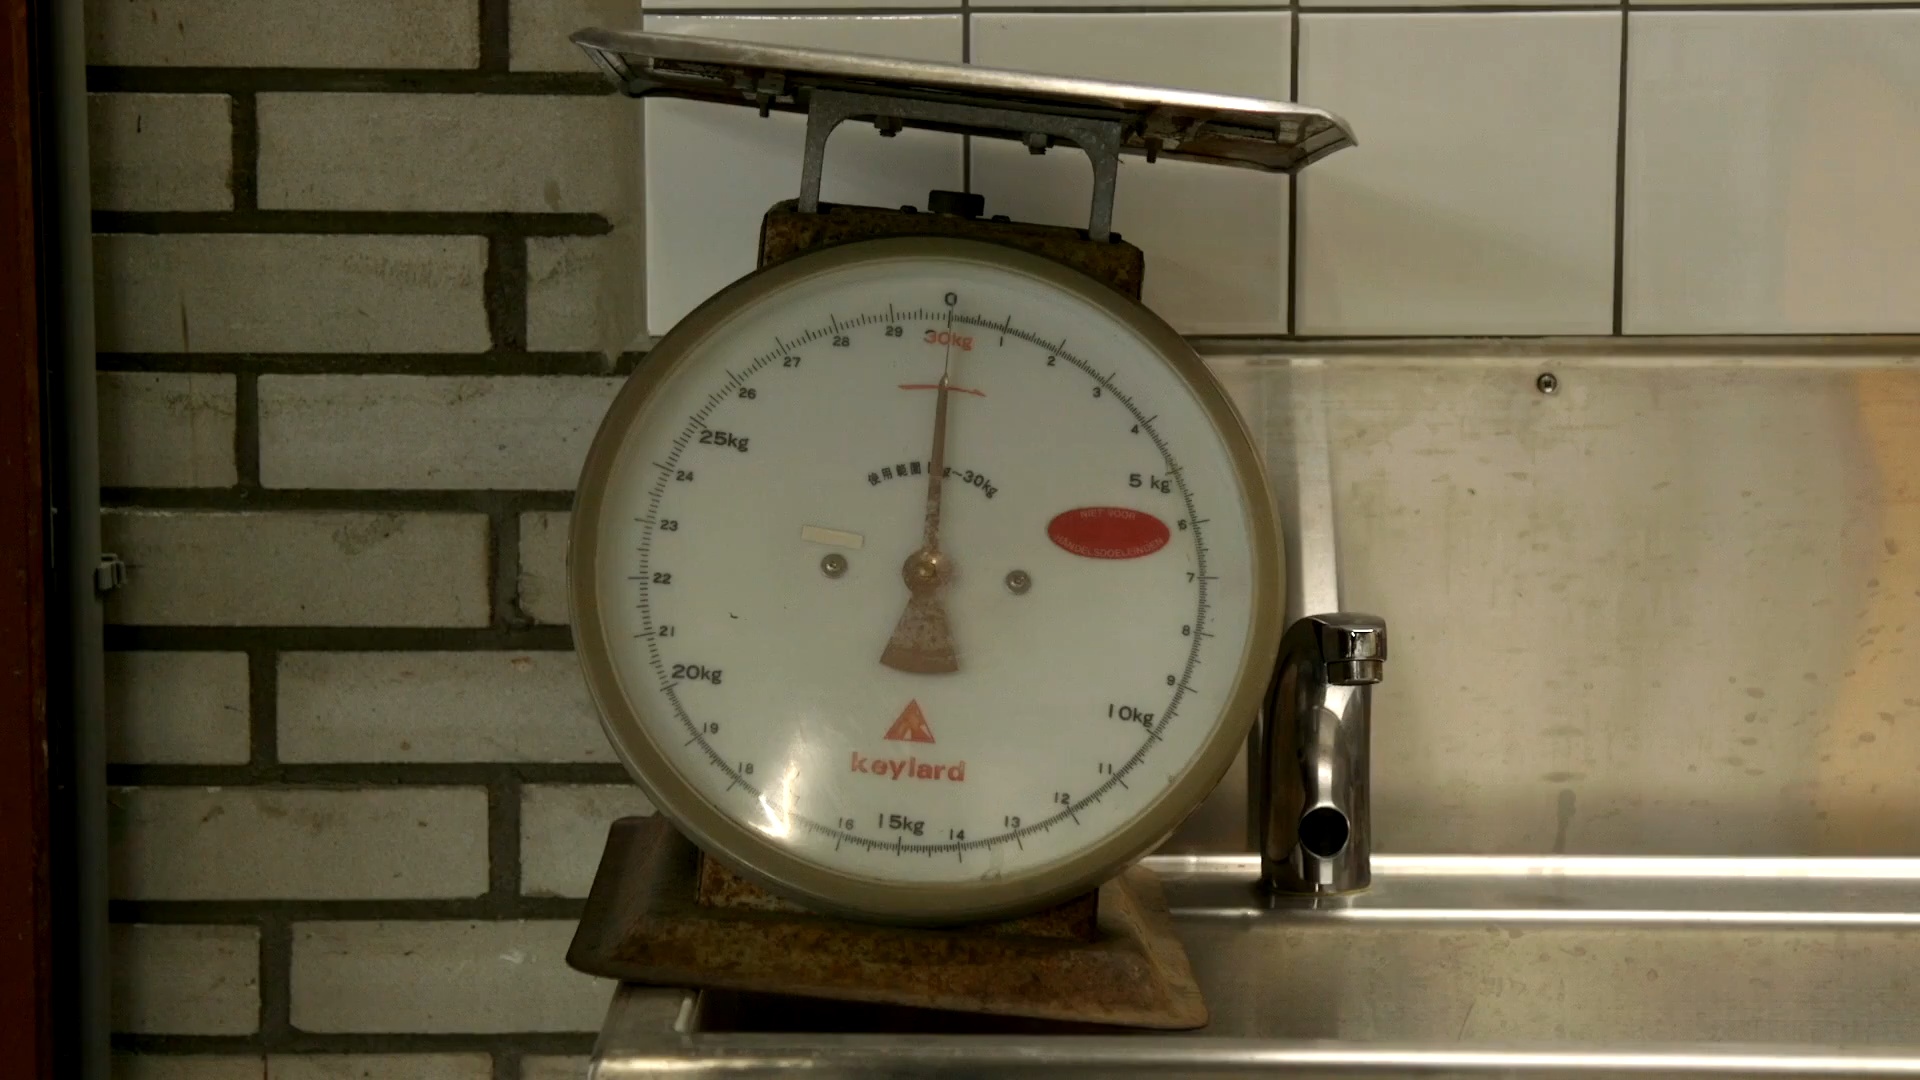 0
30kg
1
2
3
4
5 kg
6
7
8
9
10kg
11
12
13
14
15kg
16
18
19
20kg
21
22
23
24
25kg
26
27
28
29
使用範圍
g-30kg
NIET VOOR
HANDELSDOELEINDEN
keylard